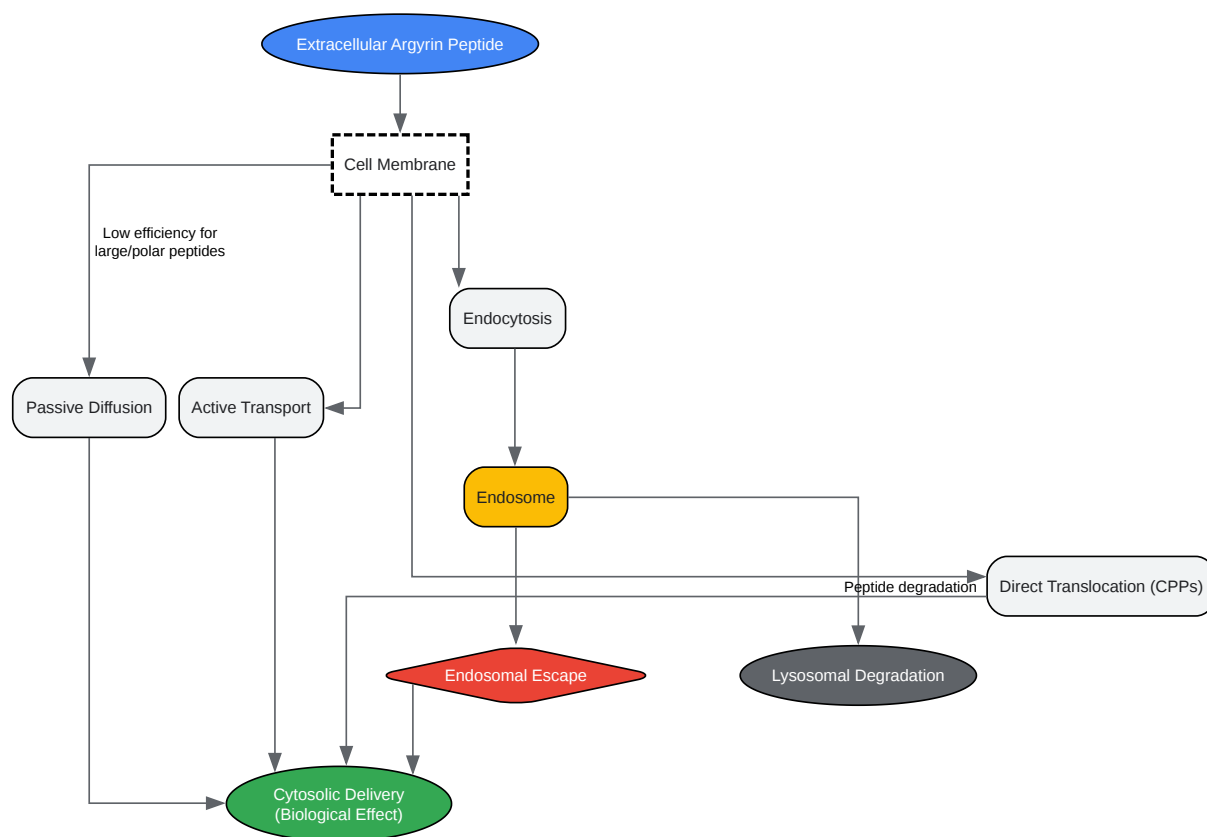 Extracellular Argyrin Peptide
Cell Membrane
Low efficiency for
large/polar peptides
Endocytosis
Passive Diffusion
Active Transport
Endosome
Peptide degradation
Direct Translocation (CPPs)
Endosomal Escape
Lysosomal Degradation
Cytosolic Delivery
(Biological Effect)